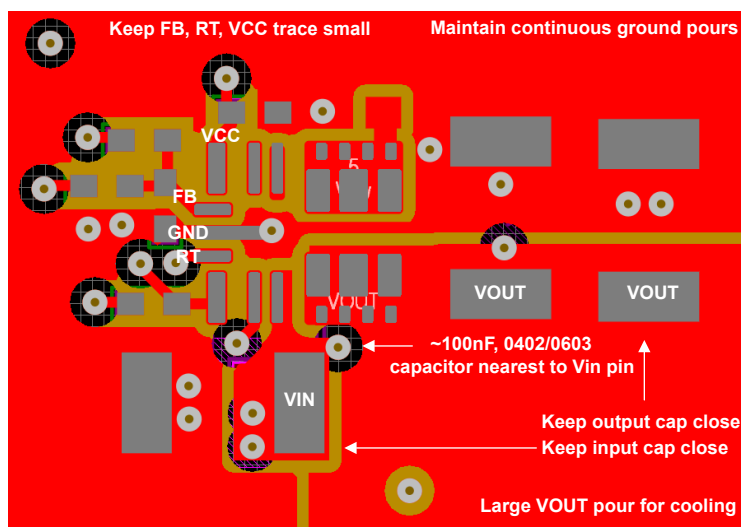 Keep FB, RT, VCC trace small
Maintain continuous ground pours
VCC
5
FB
GND
RT
VOUT
VOUT
VOUT
~100nF, 0402/0603
capacitor nearest to Vin pin
VIN
Keep output cap close
Keep input cap close
Large VOUT pour for cooling